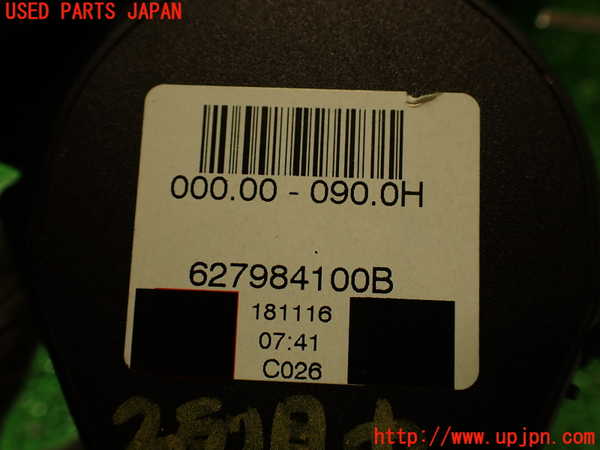 USED PARTS JAPAN
000.00 - 090.0H
627984100B
181116
07:41
C026
http://www.upjpn.com/